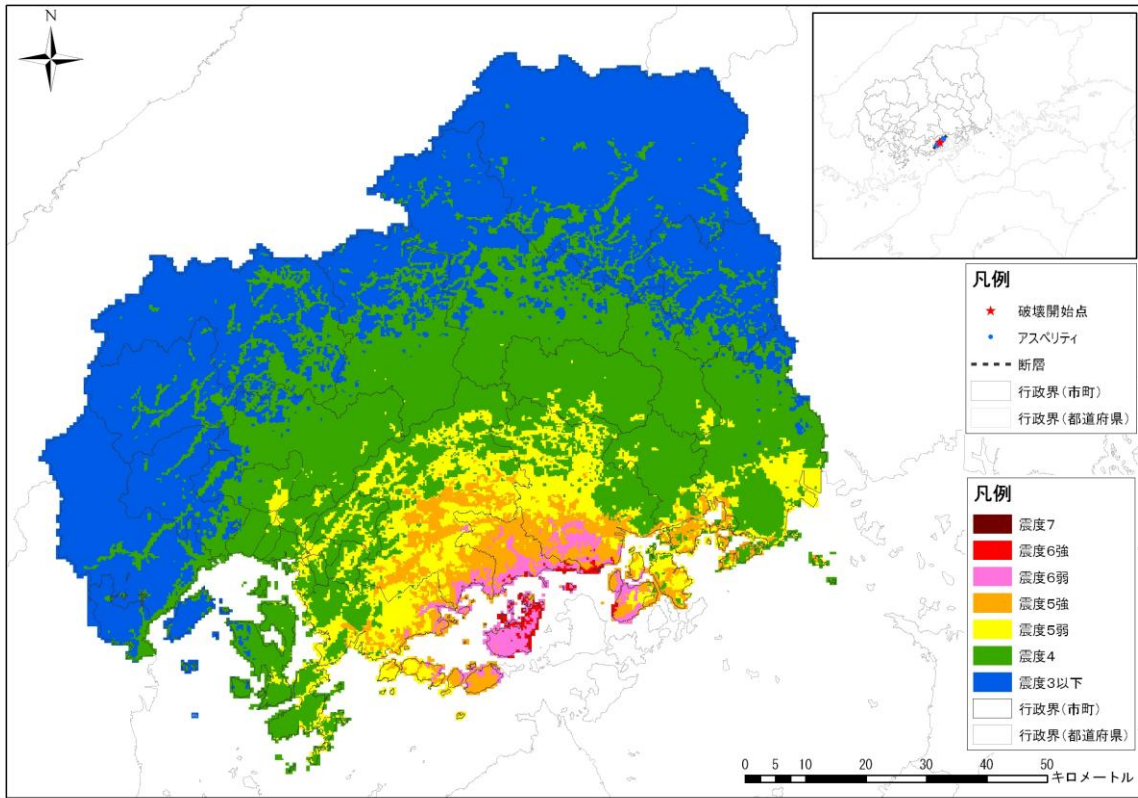 N
凡例
破壊開始点
アスペリティ
断層
行政界(市町)
行政界(都道府県)
凡例
震度7
震度6強
震度6弱
震度5強
震度5弱
震度4
震度3以下
行政界(市町)
行政界(都道府県)
0 5 10 20 30 40 50 キロメートル